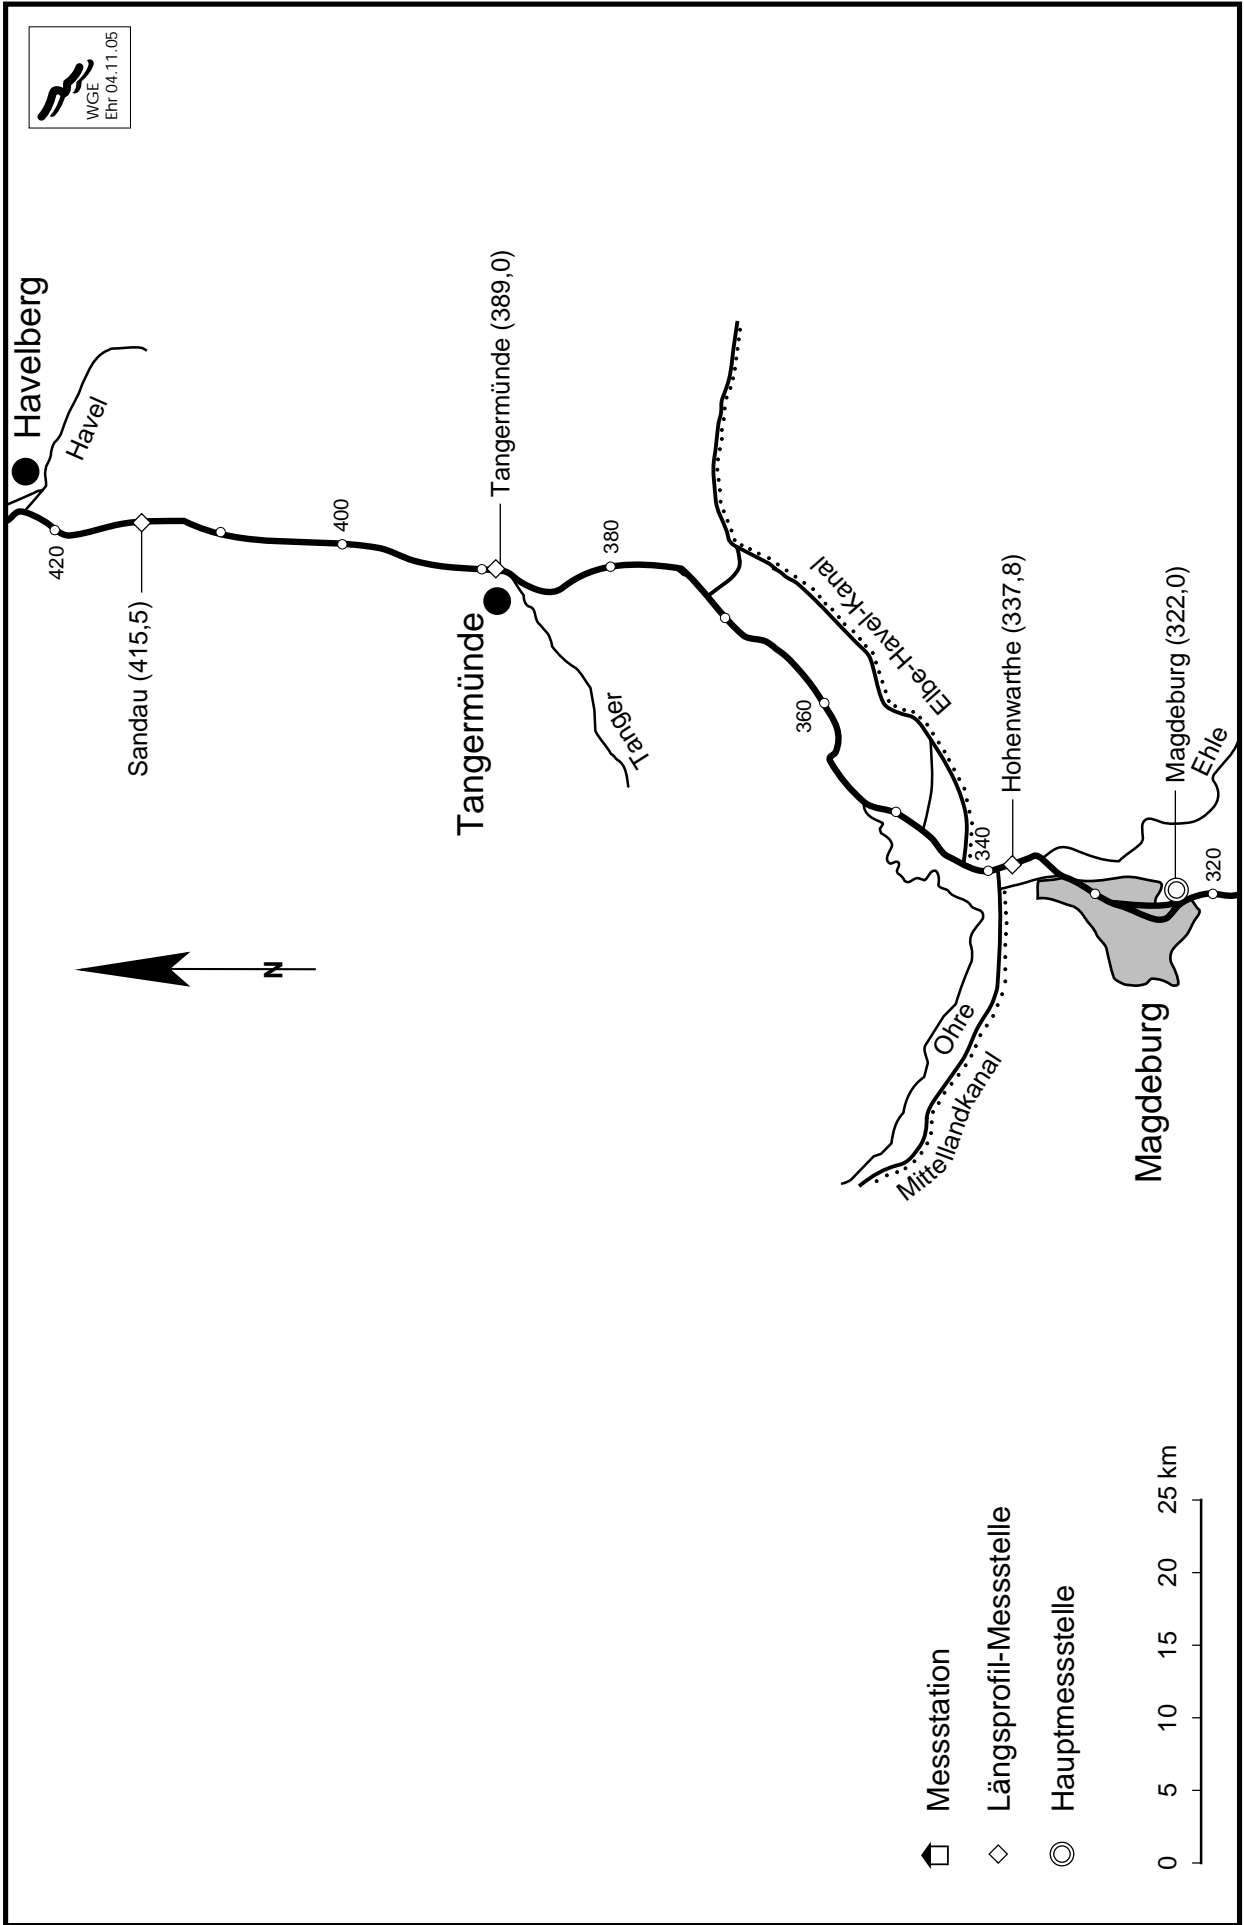 WGE
Ehr 04.11.05
Havelberg
Havel
420
Sandau (415,5)
400
Tangermünde (389,0)
Tangermünde
Tanger
380
360
Elbe-Havel-Kanal
340
Hohenwarthe (337,8)
Magdeburg (322,0)
Ehle
320
N
Ohre
Mittellandkanal
Magdeburg
Messstation
Längsprofil-Messstelle
Hauptmessstelle
0 5 10 15 20 25 km